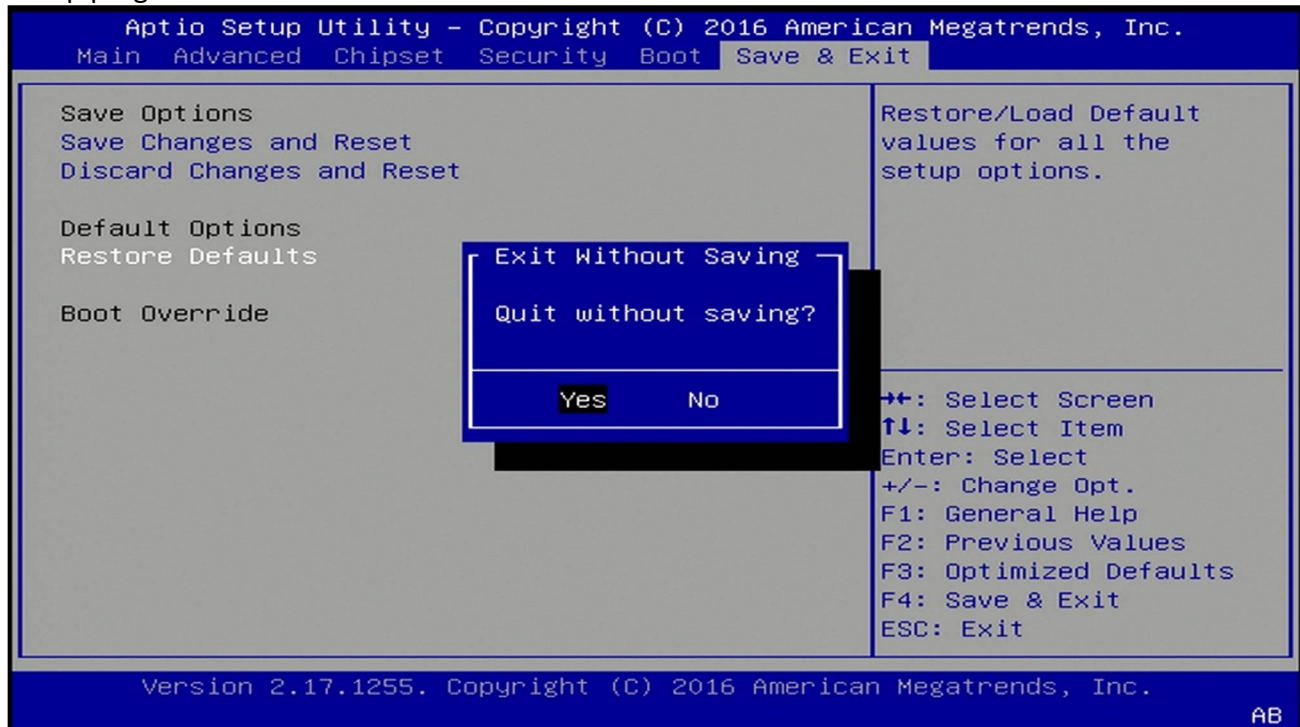 Aptio Setup Utility – Copyright (C) 2016 American Megatrends, Inc.
Main Advanced Chipset Security Boot Save & Exit
Save Options
Save Changes and Reset
Discard Changes and Reset
Default Options
Restore Defaults
Boot Override
Exit Without Saving
Quit without saving?
Yes No
Restore/Load Default
values for all the
setup options.
→←: Select Screen
↑↓: Select Item
Enter: Select
+/-: Change Opt.
F1: General Help
F2: Previous Values
F3: Optimized Defaults
F4: Save & Exit
ESC: Exit
Version 2.17.1255. Copyright (C) 2016 American Megatrends, Inc.
AB